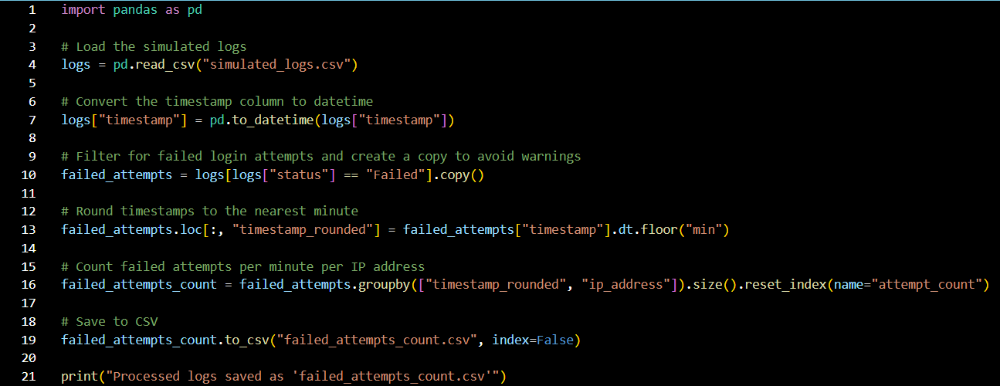 1 import pandas as pd
2
3 # Load the simulated logs
4 logs = pd.read_csv("simulated_logs.csv")
5
6 # Convert the timestamp column to datetime
7 logs["timestamp"] = pd.to_datetime(logs["timestamp"])
8
9 # Filter for failed login attempts and create a copy to avoid warnings
10 failed_attempts = logs[logs["status"] == "Failed"].copy()
11
12 # Round timestamps to the nearest minute
13 failed_attempts.loc[:, "timestamp_rounded"] = failed_attempts["timestamp"].dt.floor("min")
14
15 # Count failed attempts per minute per IP address
16 failed_attempts_count = failed_attempts.groupby(["timestamp_rounded", "ip_address"]).size().reset_index(name="attempt_count")
17
18 # Save to CSV
19 failed_attempts_count.to_csv("failed_attempts_count.csv", index=False)
20
21 print("Processed logs saved as 'failed_attempts_count.csv'")